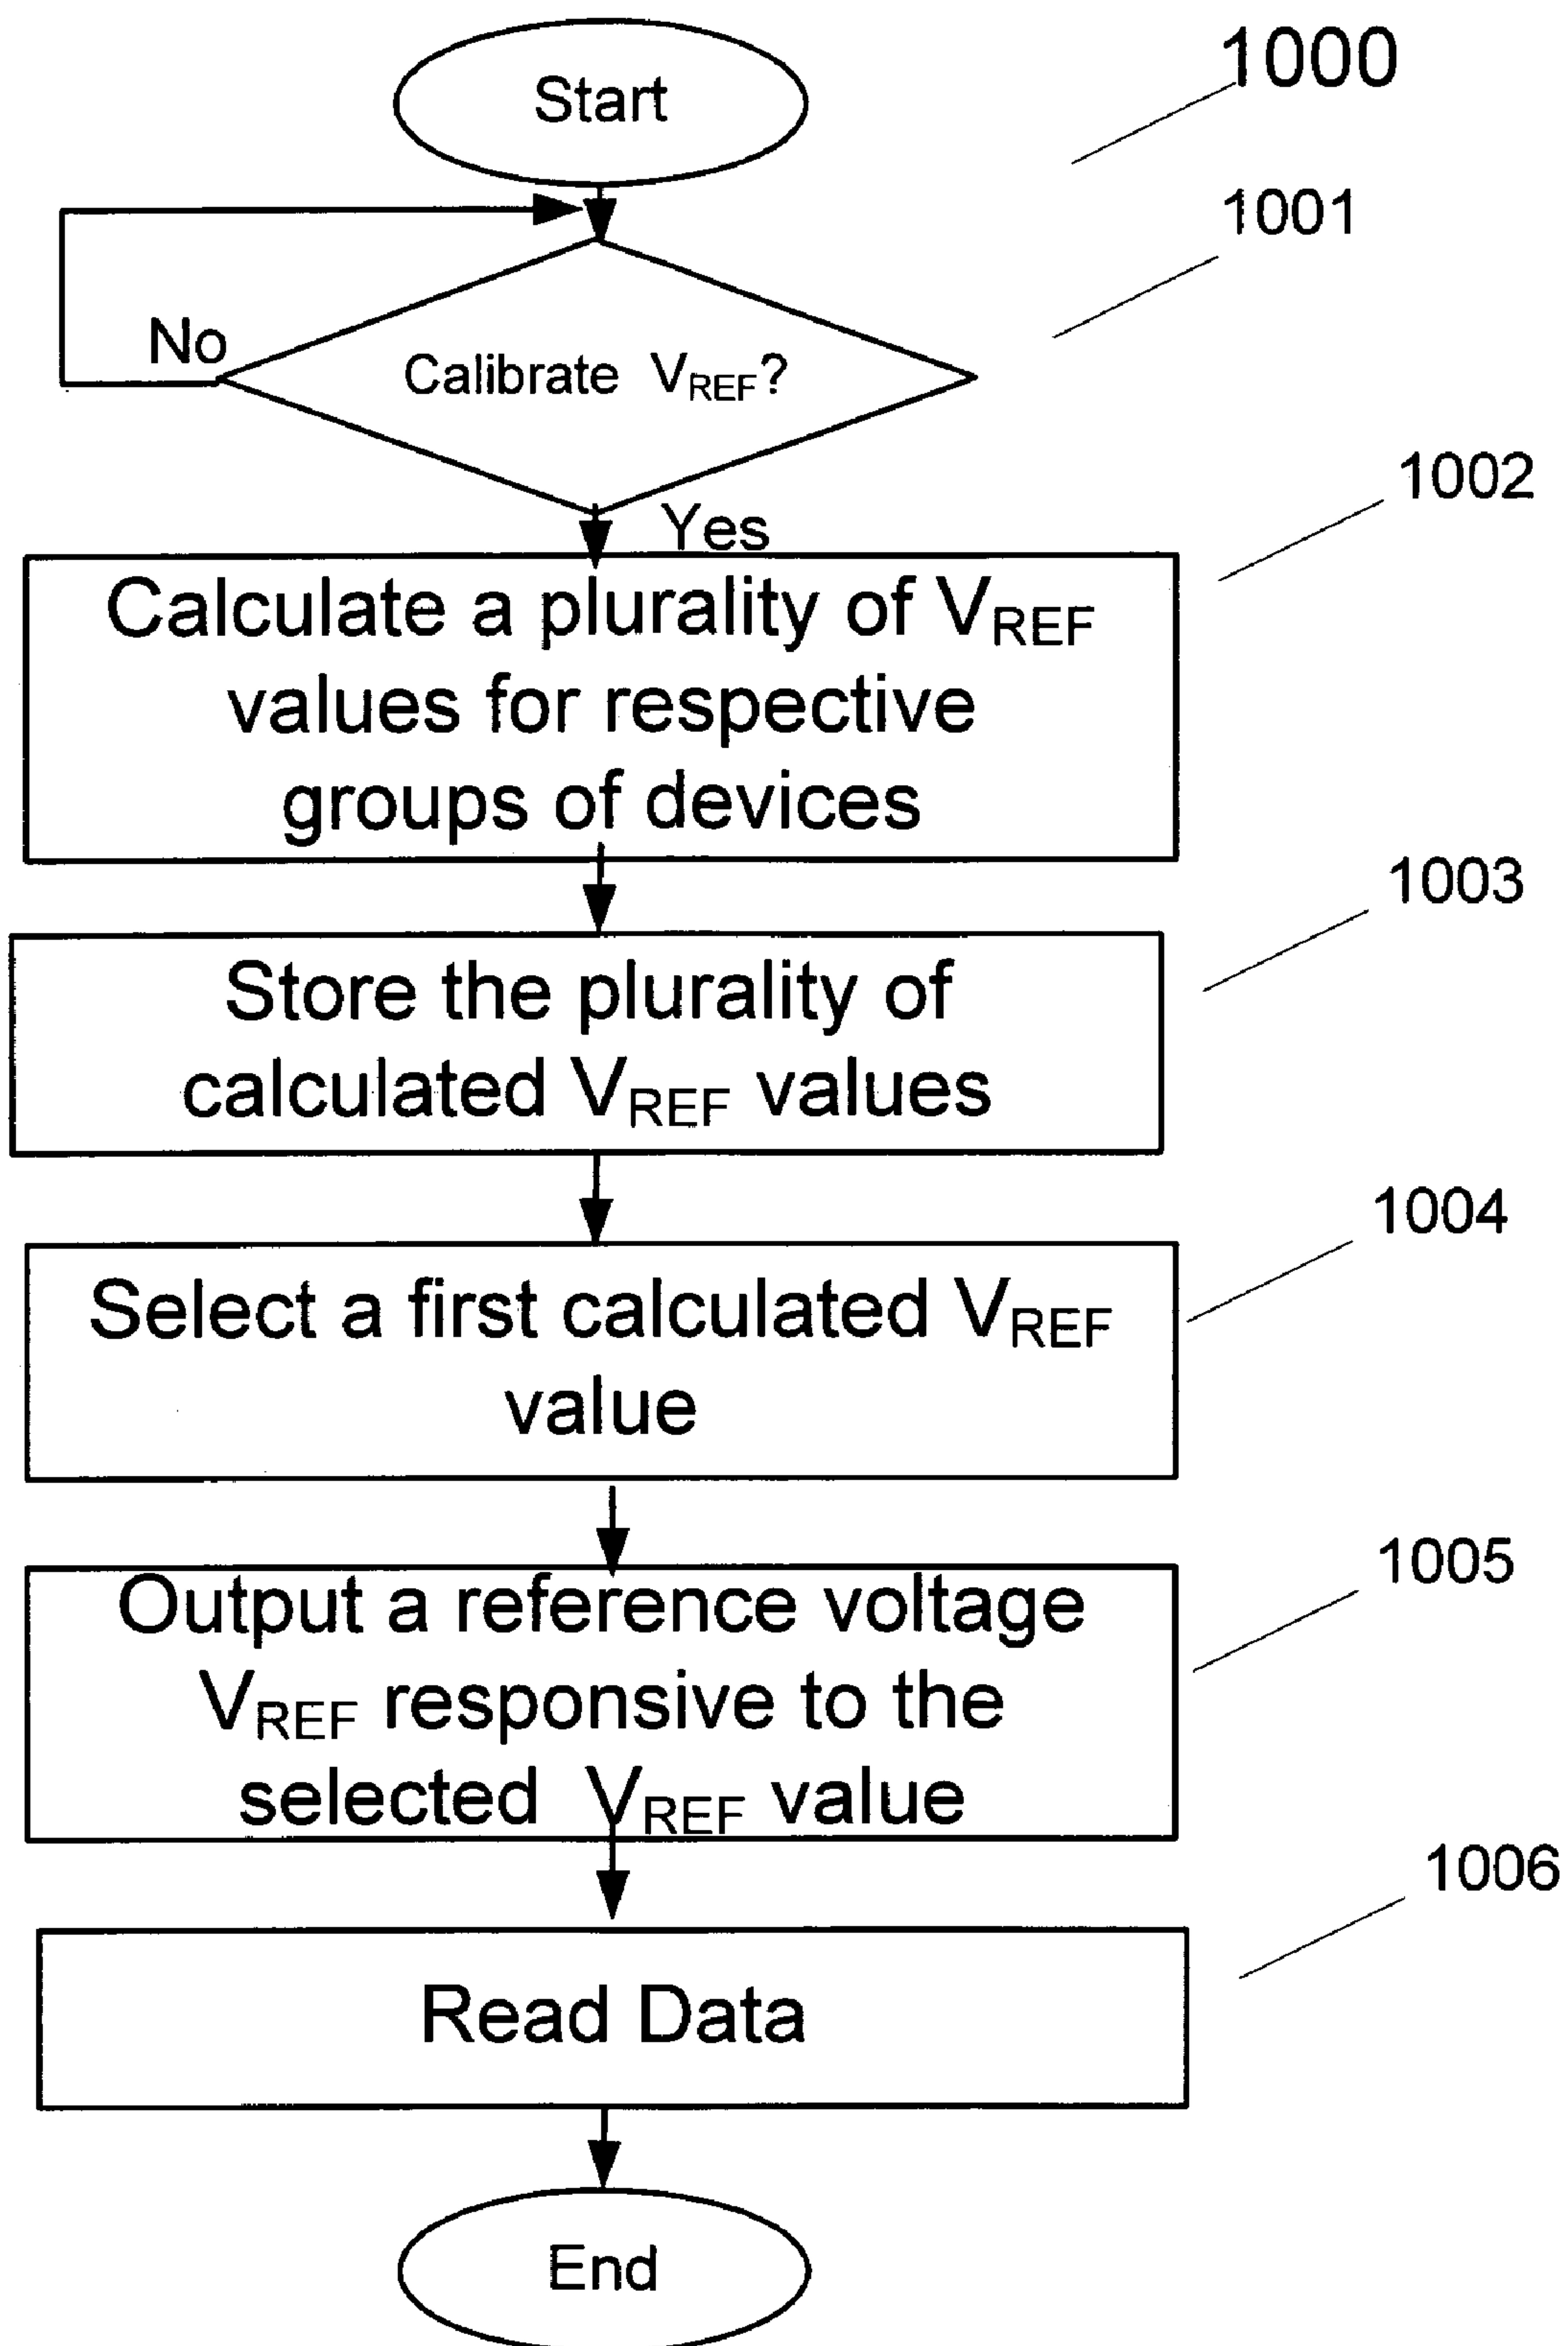 Start
1000
1001
No
Calibrate V_REF?
1002
Yes
Calculate a plurality of V_REF
values for respective
groups of devices
1003
Store the plurality of
calculated V_REF values
1004
Select a first calculated V_REF
value
1005
Output a reference voltage
V_REF responsive to the
selected V_REF value
1006
Read Data
End